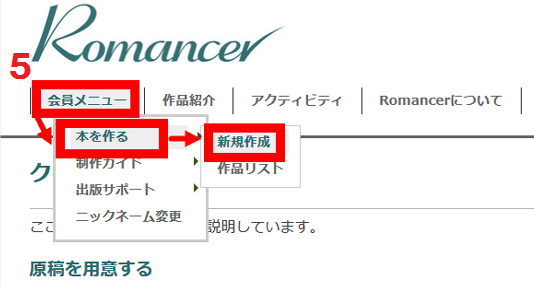 Romancer
5
会員メニュー 作品紹介 アクティビティ Romancerについて
本を作る 新規作成
ク
制作ガイド 作品リスト
出版サポート
ニックネーム変更
ここ 説明しています。
原稿を用意する